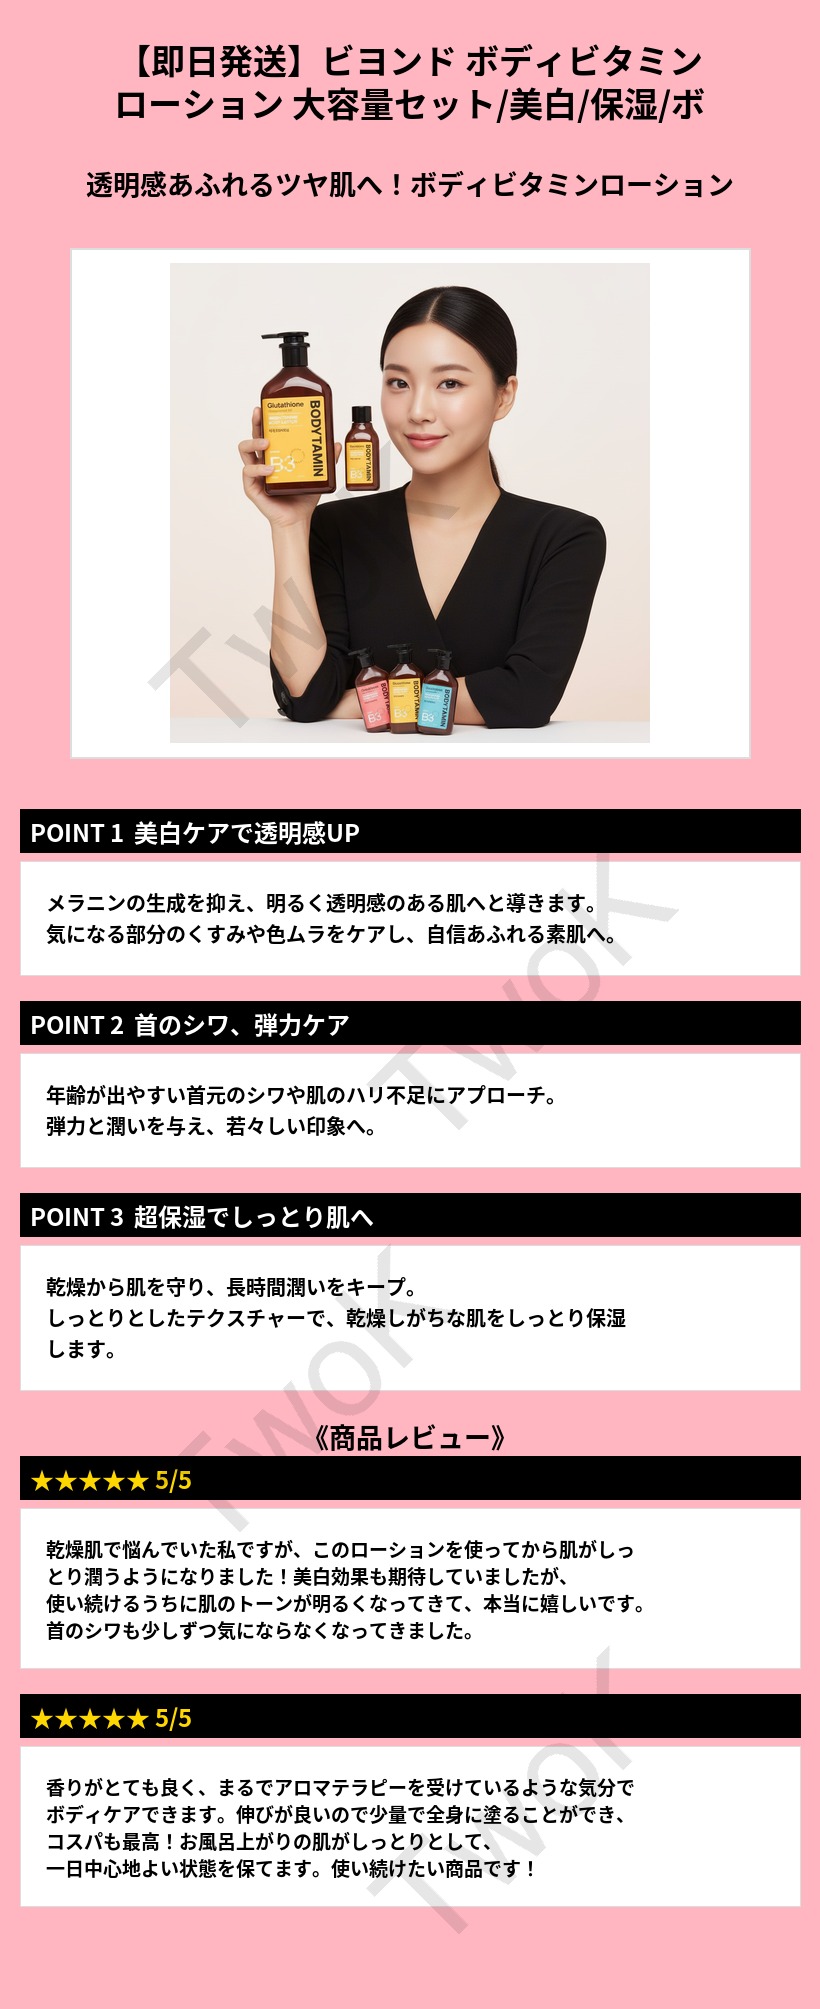 【即日発送】ビヨンド ボディビタミン
ローション 大容量セット/美白/保湿/ボ
透明感あふれるツヤ肌へ！ボディビタミンローション
Glutathione
BODYTAMIN
B3
BODYTAMIN
B3
BODYTAMIN
B3
BODYTAMIN
B3
BODYTAMIN
B3
TwoK
POINT 1 美白ケアで透明感UP
メラニンの生成を抑え、明るく透明感のある肌へと導きます。
気になる部分のくすみや色ムラをケアし、自信あふれる素肌へ。
TwoK
POINT 2 首のシワ、弾力ケア
年齢が出やすい首元のシワや肌のハリ不足にアプローチ。
弾力と潤いを与え、若々しい印象へ。
POINT 3 超保湿でしっとり肌へ
乾燥から肌を守り、長時間潤いをキープ。
しっとりとしたテクスチャーで、乾燥しがちな肌をしっとり保湿
します。
TwoK
《商品レビュー》
★★★★★ 5/5
乾燥肌で悩んでいた私ですが、このローションを使ってから肌がしっ
とり潤うようになりました！美白効果も期待していましたが、
使い続けるうちに肌のトーンが明るくなってきて、本当に嬉しいです。
首のシワも少しずつ気にならなくなってきました。
★★★★★ 5/5
香りがとても良く、まるでアロマテラピーを受けているような気分で
ボディケアできます。伸びが良いので少量で全身に塗ることができ、
コスパも最高！お風呂上がりの肌がしっとりとして、
一日中心地よい状態を保てます。使い続けたい商品です！
TwoK